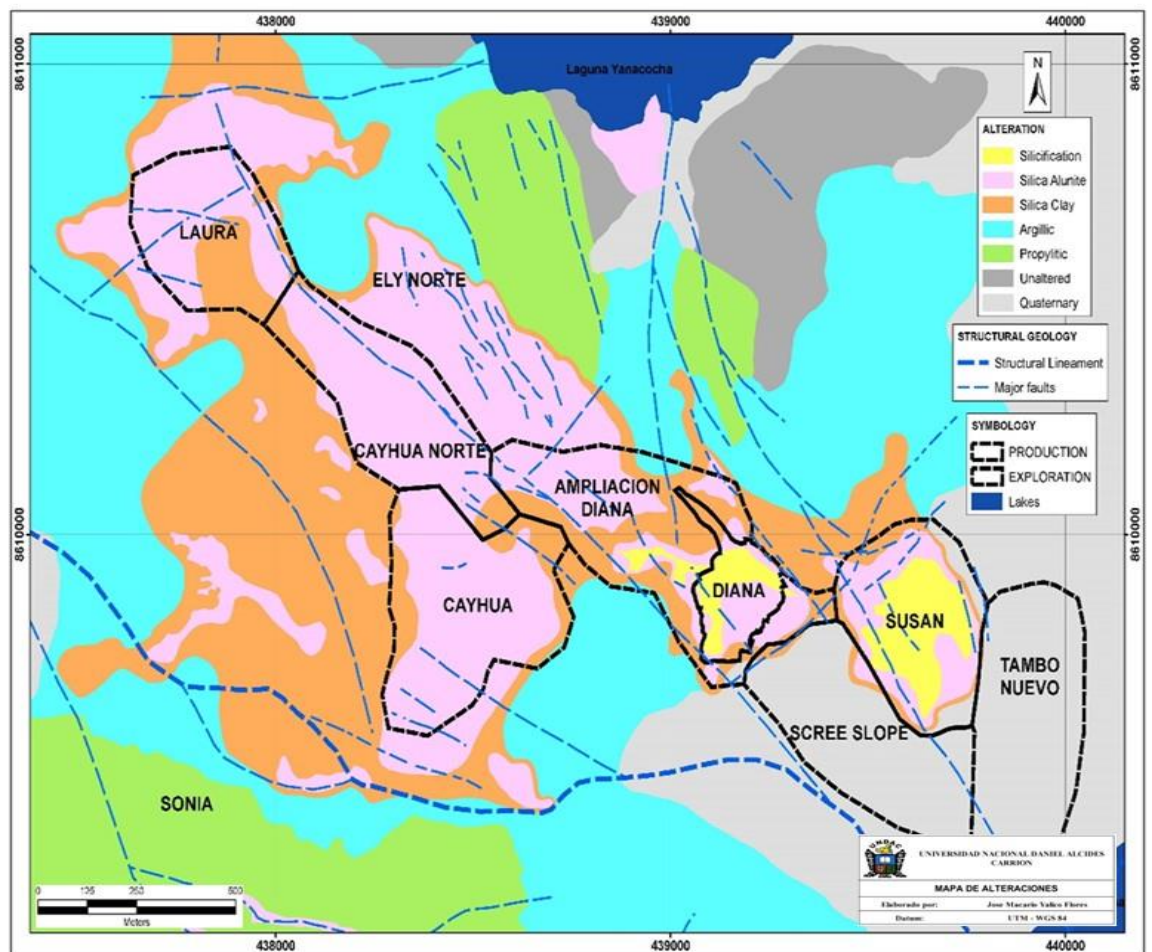 438000
439000
440000
8611000
8611000
Laguna Yanacocha
N
ALTERATION
Silicification
Silica Alunite
Silica Clay
Argillic
Propylitic
Unaltered
Quaternary
STRUCTURAL GEOLOGY
Structural Lineament
Major faults
SYMBOLOGY
PRODUCTION
EXPLORATION
Lakes
LAURA
ELY NORTE
CAYHUA NORTE
AMPLIACION
DIANA
8610000
8610000
DIANA
CAYHUA
SUSAN
TAMBO
NUEVO
SCREE SLOPE
SONIA
0 125 250 500
Meters
UNDAC
UNIVERSIDAD NACIONAL DANIEL ALCIDES
CARRION
MAPA DE ALTERACIONES
Elaborado por: Jose Macario Yalico Flores
Datum: UTM - WGS 84
438000
439000